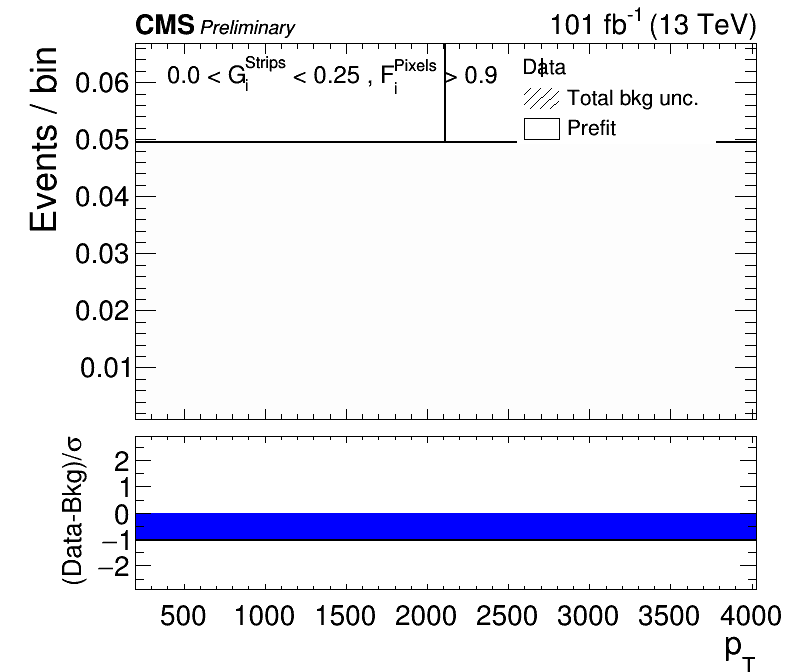 CMS Preliminary 101 fb⁻¹ (13 TeV)
Events / bin
0.06
0.05
0.04
0.03
0.02
0.01
0.0 < G_i^Strips < 0.25 , F_i^Pixels > 0.9
Data
Total bkg unc.
Prefit
(Data-Bkg)/σ
2
1
0
−1
−2
500 1000 1500 2000 2500 3000 3500 4000
p_T